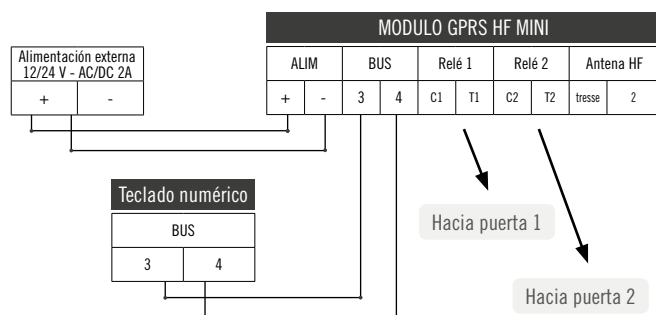 MODULO GPRS HF MINI
Alimentación externa
12/24 V - AC/DC 2A
+ -
ALIM BUS Relé 1 Relé 2 Antena HF
+ - 3 4 C1 T1 C2 T2 tresse 2
Teclado numérico
BUS
3 4
Hacia puerta 1
Hacia puerta 2